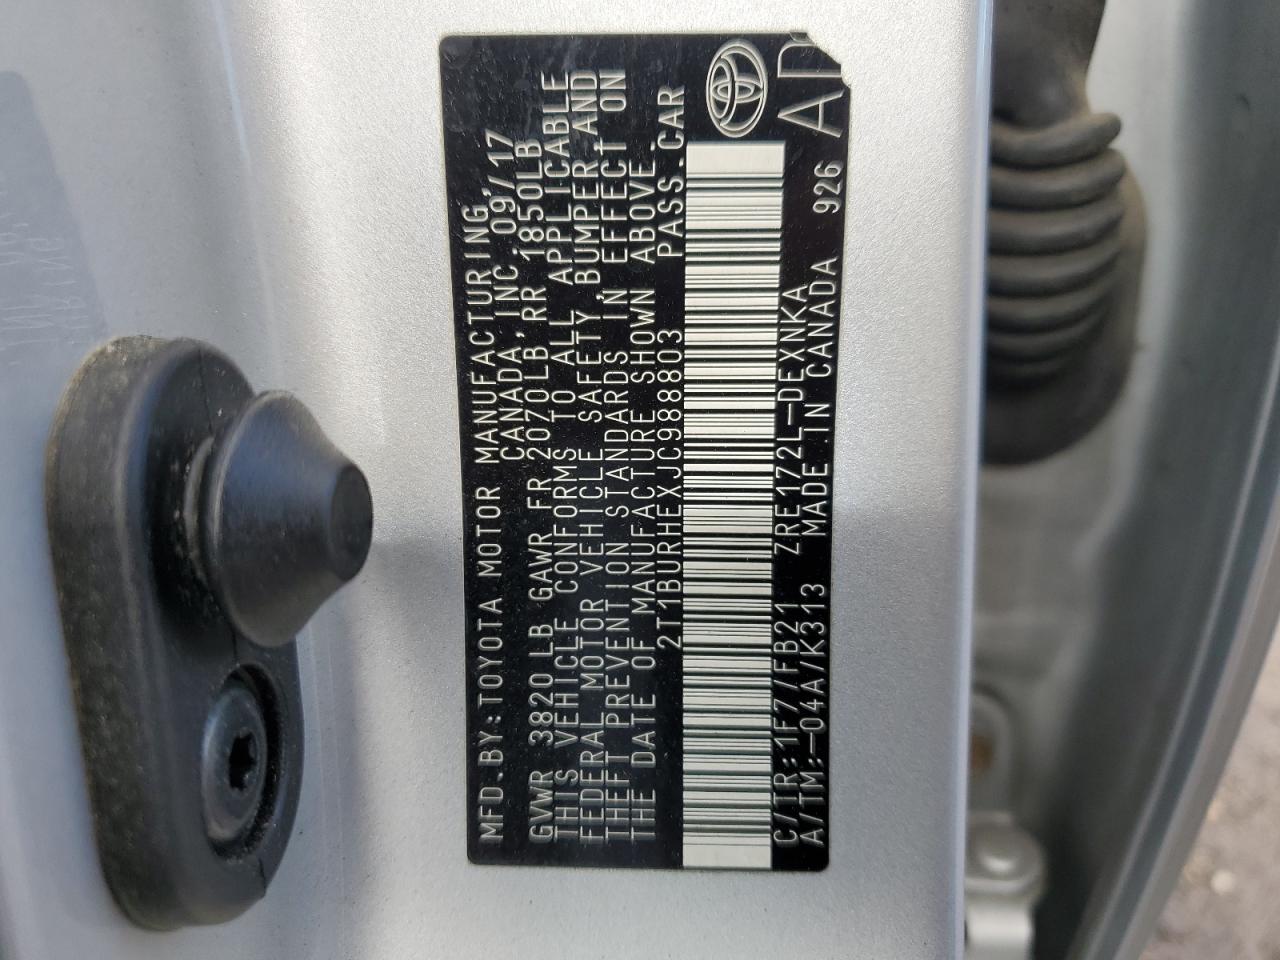 MFD.BY:TOYOTA MOTOR MANUFACTURING,
CANADA,INC.09/17
GVWR 3820LB GAWR FR 2070LB,RR 1850LB
THIS VEHICLE CONFORMS TO ALL APPLICABLE
FEDERAL MOTOR VEHICLE SAFETY, BUMPER,AND
THEFT PREVENTION STANDARDS IN EFFECT ON
THE DATE OF MANUFACTURE SHOWN ABOVE.
2T1BURHEXJC988803 PASS.CAR
C/TR:1F7/FB21 ZRE172L-DEXNKA
A/TM:-04A/K313 MADE IN CANADA 926